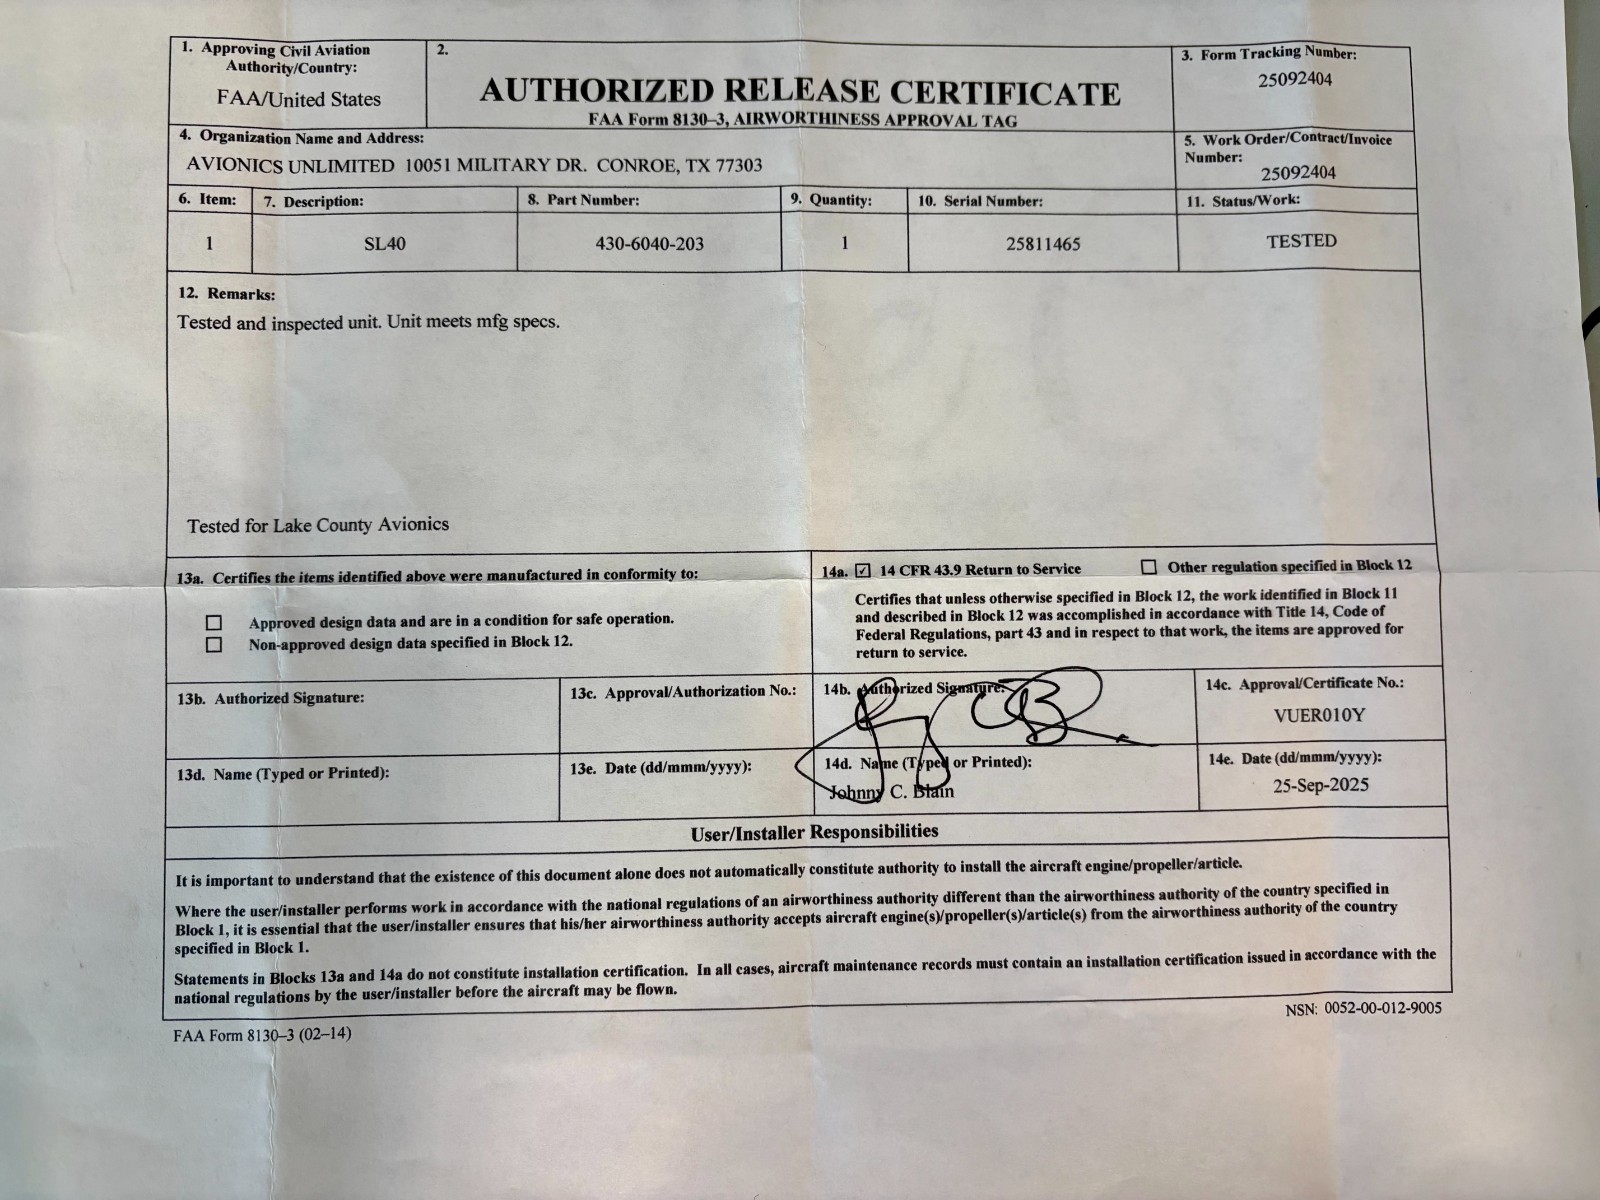 1. Approving Civil Aviation
Authority/Country:
FAA/United States
2.
AUTHORIZED RELEASE CERTIFICATE
FAA Form 8130–3, AIRWORTHINESS APPROVAL TAG
3. Form Tracking Number:
25092404
4. Organization Name and Address:
AVIONICS UNLIMITED 10051 MILITARY DR. CONROE, TX 77303
5. Work Order/Contract/Invoice
Number:
25092404
6. Item:
7. Description:
8. Part Number:
9. Quantity:
10. Serial Number:
11. Status/Work:
1
SL40
430-6040-203
1
25811465
TESTED
12. Remarks:
Tested and inspected unit. Unit meets mfg specs.
Tested for Lake County Avionics
13a. Certifies the items identified above were manufactured in conformity to:
Approved design data and are in a condition for safe operation.
Non-approved design data specified in Block 12.
14a. ☑ 14 CFR 43.9 Return to Service
Other regulation specified in Block 12
Certifies that unless otherwise specified in Block 12, the work identified in Block 11
and described in Block 12 was accomplished in accordance with Title 14, Code of
Federal Regulations, part 43 and in respect to that work, the items are approved for
return to service.
13b. Authorized Signature:
13c. Approval/Authorization No.:
14b. Authorized Signature:
14c. Approval/Certificate No.:
VUER010Y
13d. Name (Typed or Printed):
13e. Date (dd/mmm/yyyy):
14d. Name (Typed or Printed):
Johnny C. Blain
14e. Date (dd/mmm/yyyy):
25-Sep-2025
User/Installer Responsibilities
It is important to understand that the existence of this document alone does not automatically constitute authority to install the aircraft engine/propeller/article.
Where the user/installer performs work in accordance with the national regulations of an airworthiness authority different than the airworthiness authority of the country specified in
Block 1, it is essential that the user/installer ensures that his/her airworthiness authority accepts aircraft engine(s)/propeller(s)/article(s) from the airworthiness authority of the country
specified in Block 1.
Statements in Blocks 13a and 14a do not constitute installation certification. In all cases, aircraft maintenance records must contain an installation certification issued in accordance with the
national regulations by the user/installer before the aircraft may be flown.
FAA Form 8130–3 (02–14)
NSN: 0052-00-012-9005